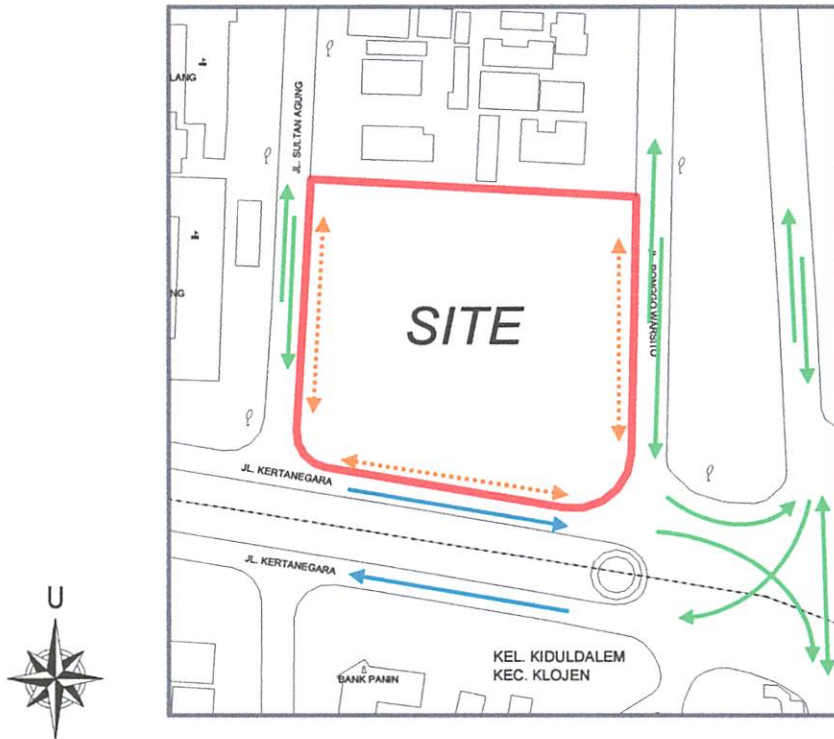 LANG
JL. SULTAN AGUNG
NG
SITE
JL. KERTANEGARA
JL. KERTANEGARA
U
BANK PANIN
KEL. KIDULDALEM
KEC. KLOJEN